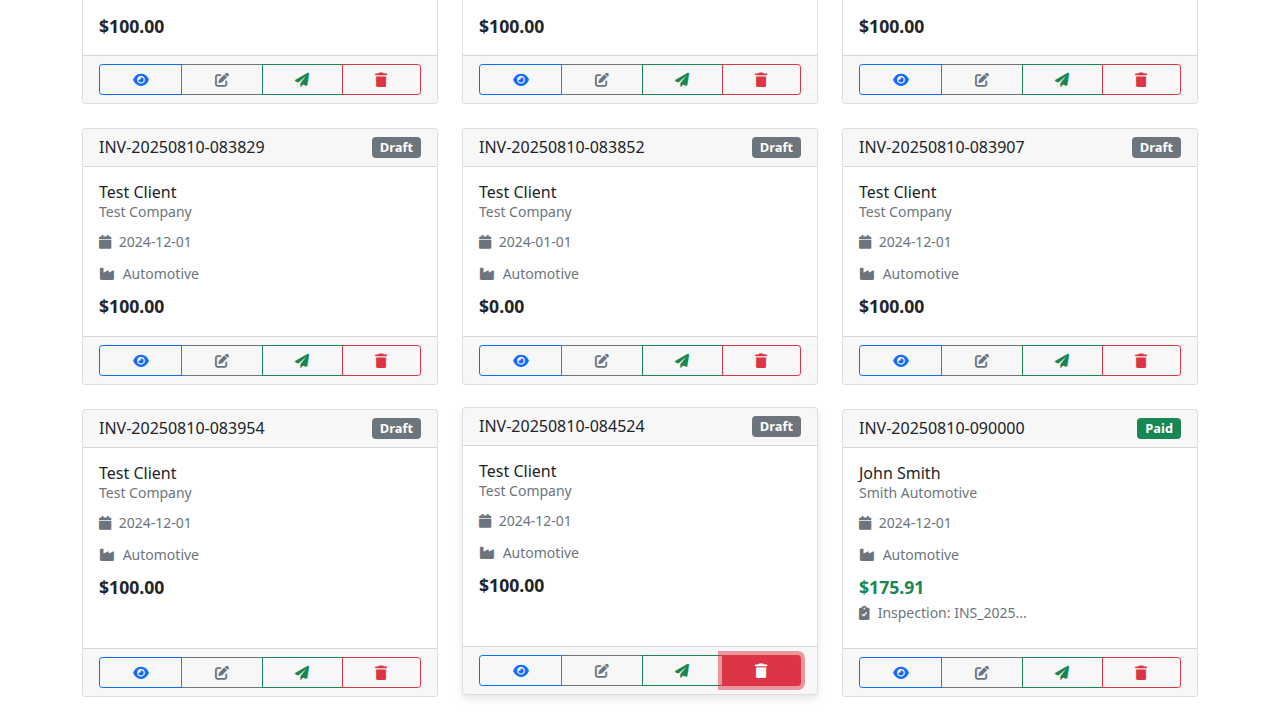 $100.00
$100.00
$100.00
INV-20250810-083829 Draft
Test Client
Test Company
2024-12-01
Automotive
$100.00
INV-20250810-083852 Draft
Test Client
Test Company
2024-01-01
Automotive
$0.00
INV-20250810-083907 Draft
Test Client
Test Company
2024-12-01
Automotive
$100.00
INV-20250810-083954 Draft
Test Client
Test Company
2024-12-01
Automotive
$100.00
INV-20250810-084524 Draft
Test Client
Test Company
2024-12-01
Automotive
$100.00
INV-20250810-090000 Paid
John Smith
Smith Automotive
2024-12-01
Automotive
$175.91
Inspection: INS_2025...